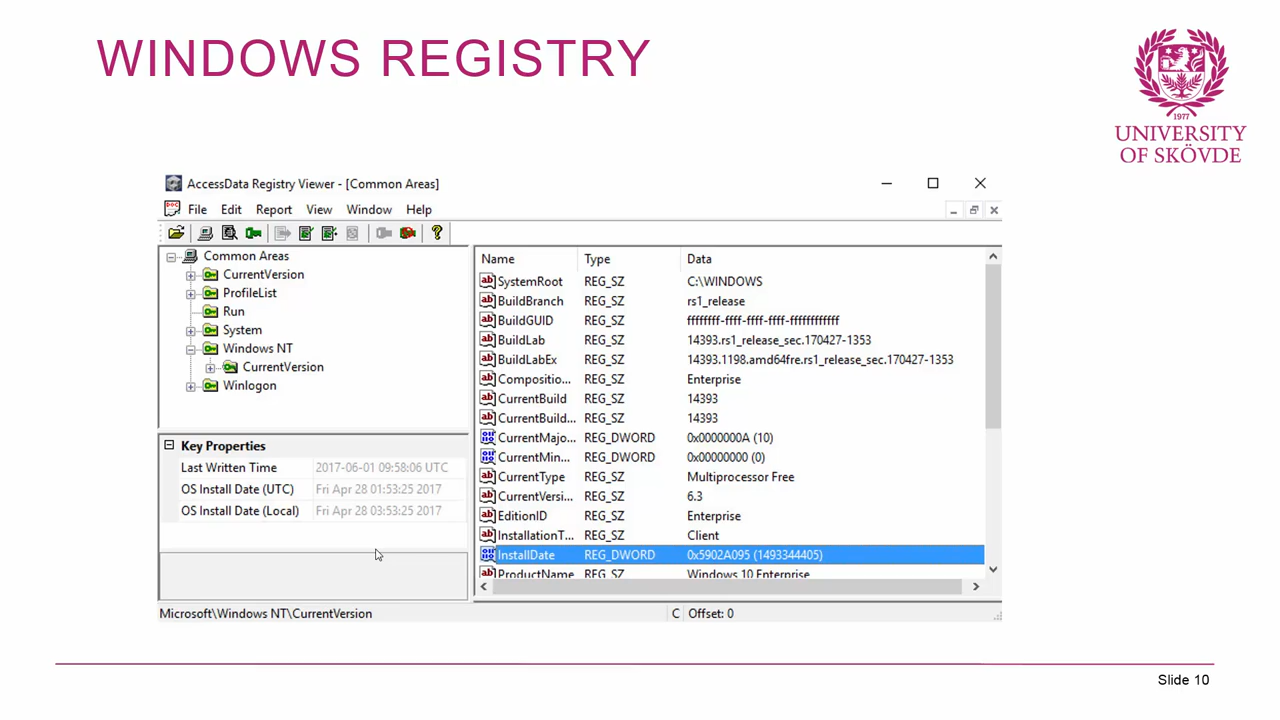 WINDOWS REGISTRY
1977
UNIVERSITY
OF SKÖVDE
AccessData Registry Viewer - [Common Areas]
File Edit Report View Window Help
Common Areas
CurrentVersion
ProfileList
Run
System
Windows NT
CurrentVersion
Winlogon
Key Properties
Last Written Time 2017-06-01 09:58:06 UTC
OS Install Date (UTC) Fri Apr 28 01:53:25 2017
OS Install Date (Local) Fri Apr 28 03:53:25 2017
Name Type Data
SystemRoot REG_SZ C:\WINDOWS
BuildBranch REG_SZ rs1_release
BuildGUID REG_SZ ffffffff-ffff-ffff-ffff-ffffffffffff
BuildLab REG_SZ 14393.rs1_release_sec.170427-1353
BuildLabEx REG_SZ 14393.1198.amd64fre.rs1_release_sec.170427-1353
Compositio... REG_SZ Enterprise
CurrentBuild REG_SZ 14393
CurrentBuild... REG_SZ 14393
CurrentMajo... REG_DWORD 0x0000000A (10)
CurrentMin... REG_DWORD 0x00000000 (0)
CurrentType REG_SZ Multiprocessor Free
CurrentVersi... REG_SZ 6.3
EditionID REG_SZ Enterprise
InstallationT... REG_SZ Client
InstallDate REG_DWORD 0x5902A095 (1493344405)
ProductName REG_SZ Windows 10 Enterprise
Microsoft\Windows NT\CurrentVersion C Offset: 0
Slide 10